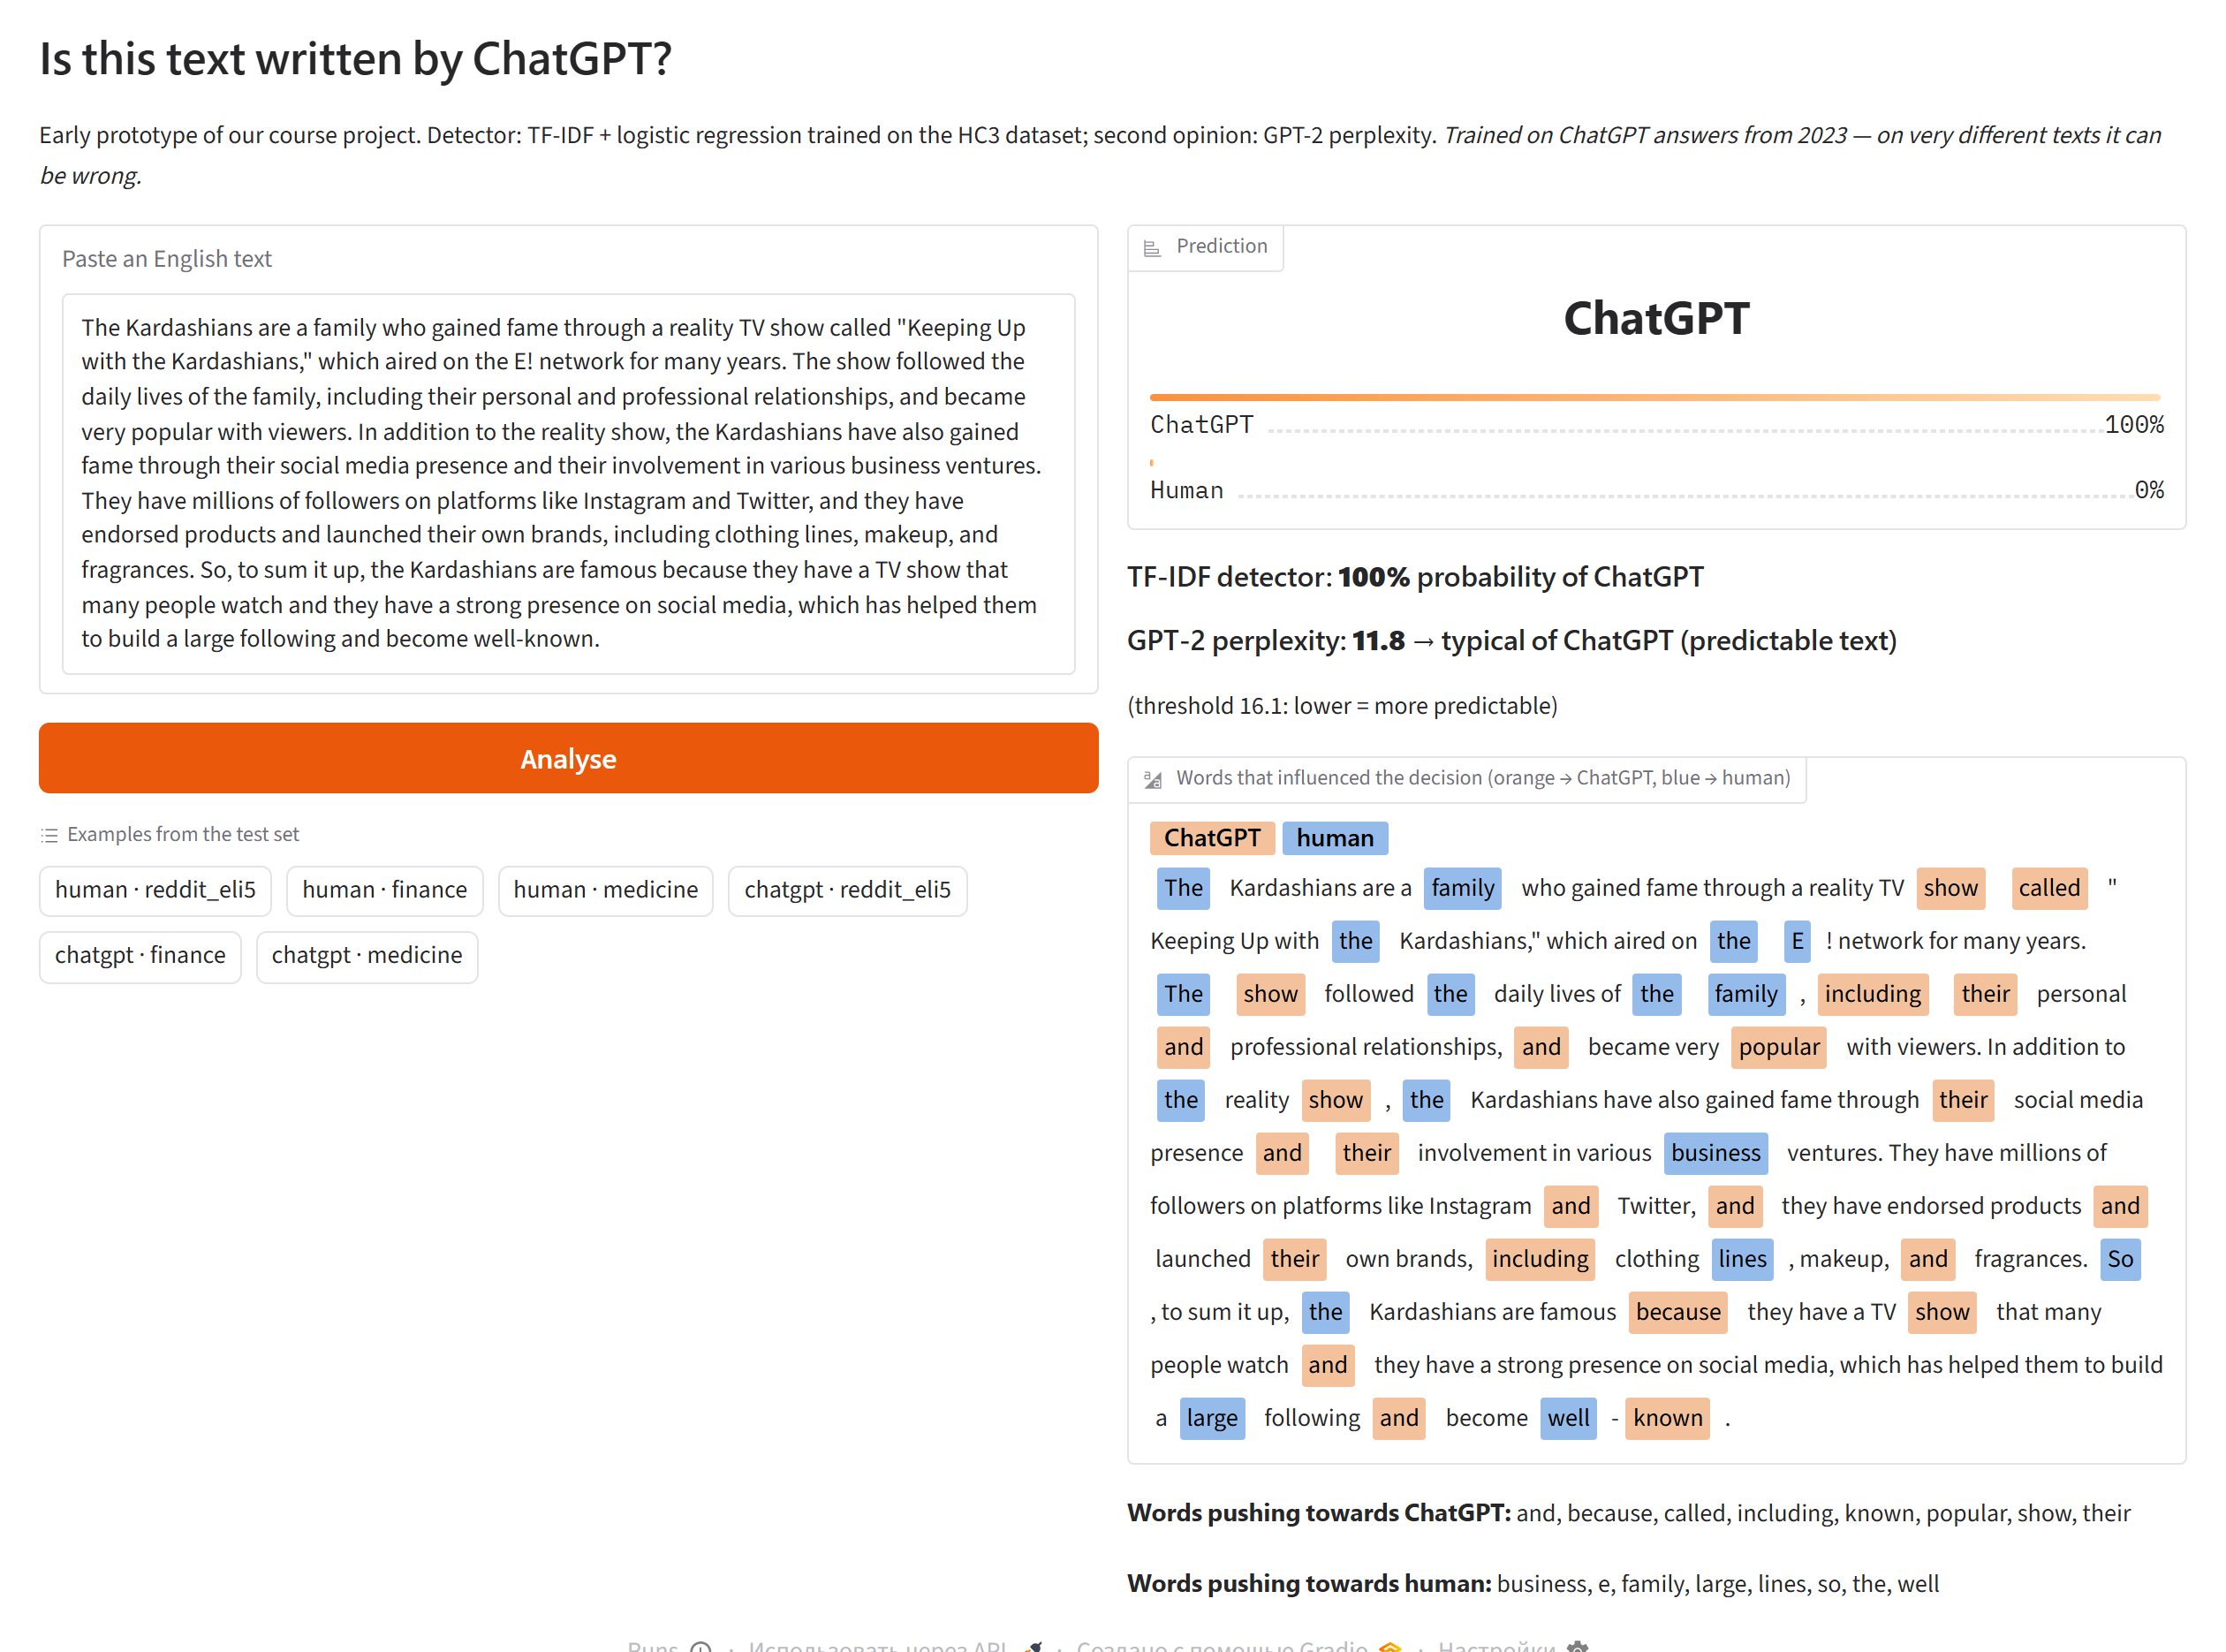 Is this text written by ChatGPT?
Early prototype of our course project. Detector: TF-IDF + logistic regression trained on the HC3 dataset; second opinion: GPT-2 perplexity. Trained on ChatGPT answers from 2023 — on very different texts it can
be wrong.
Paste an English text
The Kardashians are a family who gained fame through a reality TV show called "Keeping Up
with the Kardashians," which aired on the E! network for many years. The show followed the
daily lives of the family, including their personal and professional relationships, and became
very popular with viewers. In addition to the reality show, the Kardashians have also gained
fame through their social media presence and their involvement in various business ventures.
They have millions of followers on platforms like Instagram and Twitter, and they have
endorsed products and launched their own brands, including clothing lines, makeup, and
fragrances. So, to sum it up, the Kardashians are famous because they have a TV show that
many people watch and they have a strong presence on social media, which has helped them
to build a large following and become well-known.
Analyse
Examples from the test set
human · reddit_eli5
human · finance
human · medicine
chatgpt · reddit_eli5
chatgpt · finance
chatgpt · medicine
Prediction
ChatGPT
ChatGPT 100%
Human 0%
TF-IDF detector: 100% probability of ChatGPT
GPT-2 perplexity: 11.8 → typical of ChatGPT (predictable text)
(threshold 16.1: lower = more predictable)
Words that influenced the decision (orange → ChatGPT, blue → human)
ChatGPT human
The Kardashians are a family who gained fame through a reality TV show called "
Keeping Up with the Kardashians," which aired on the E ! network for many years.
The show followed the daily lives of the family , including their personal
and professional relationships, and became very popular with viewers. In addition to
the reality show , the Kardashians have also gained fame through their social media
presence and their involvement in various business ventures. They have millions of
followers on platforms like Instagram and Twitter, and they have endorsed products and
launched their own brands, including clothing lines , makeup, and fragrances. So
, to sum it up, the Kardashians are famous because they have a TV show that many
people watch and they have a strong presence on social media, which has helped them to build
a large following and become well - known .
Words pushing towards ChatGPT: and, because, called, including, known, popular, show, their
Words pushing towards human: business, e, family, large, lines, so, the, well
Runs · Использовать через API · Создано с помощью Gradio · Настройки